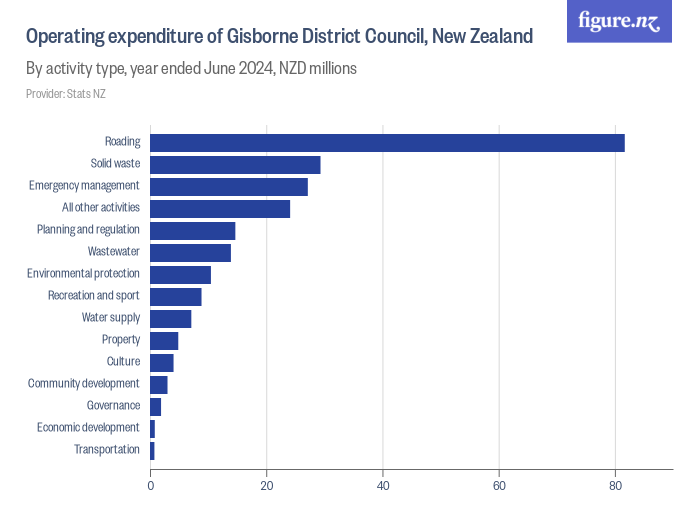 figure.nz
Operating expenditure of Gisborne District Council, New Zealand
By activity type, year ended June 2024, NZD millions
Provider: Stats NZ
Roading
Solid waste
Emergency management
All other activities
Planning and regulation
Wastewater
Environmental protection
Recreation and sport
Water supply
Property
Culture
Community development
Governance
Economic development
Transportation
0 20 40 60 80